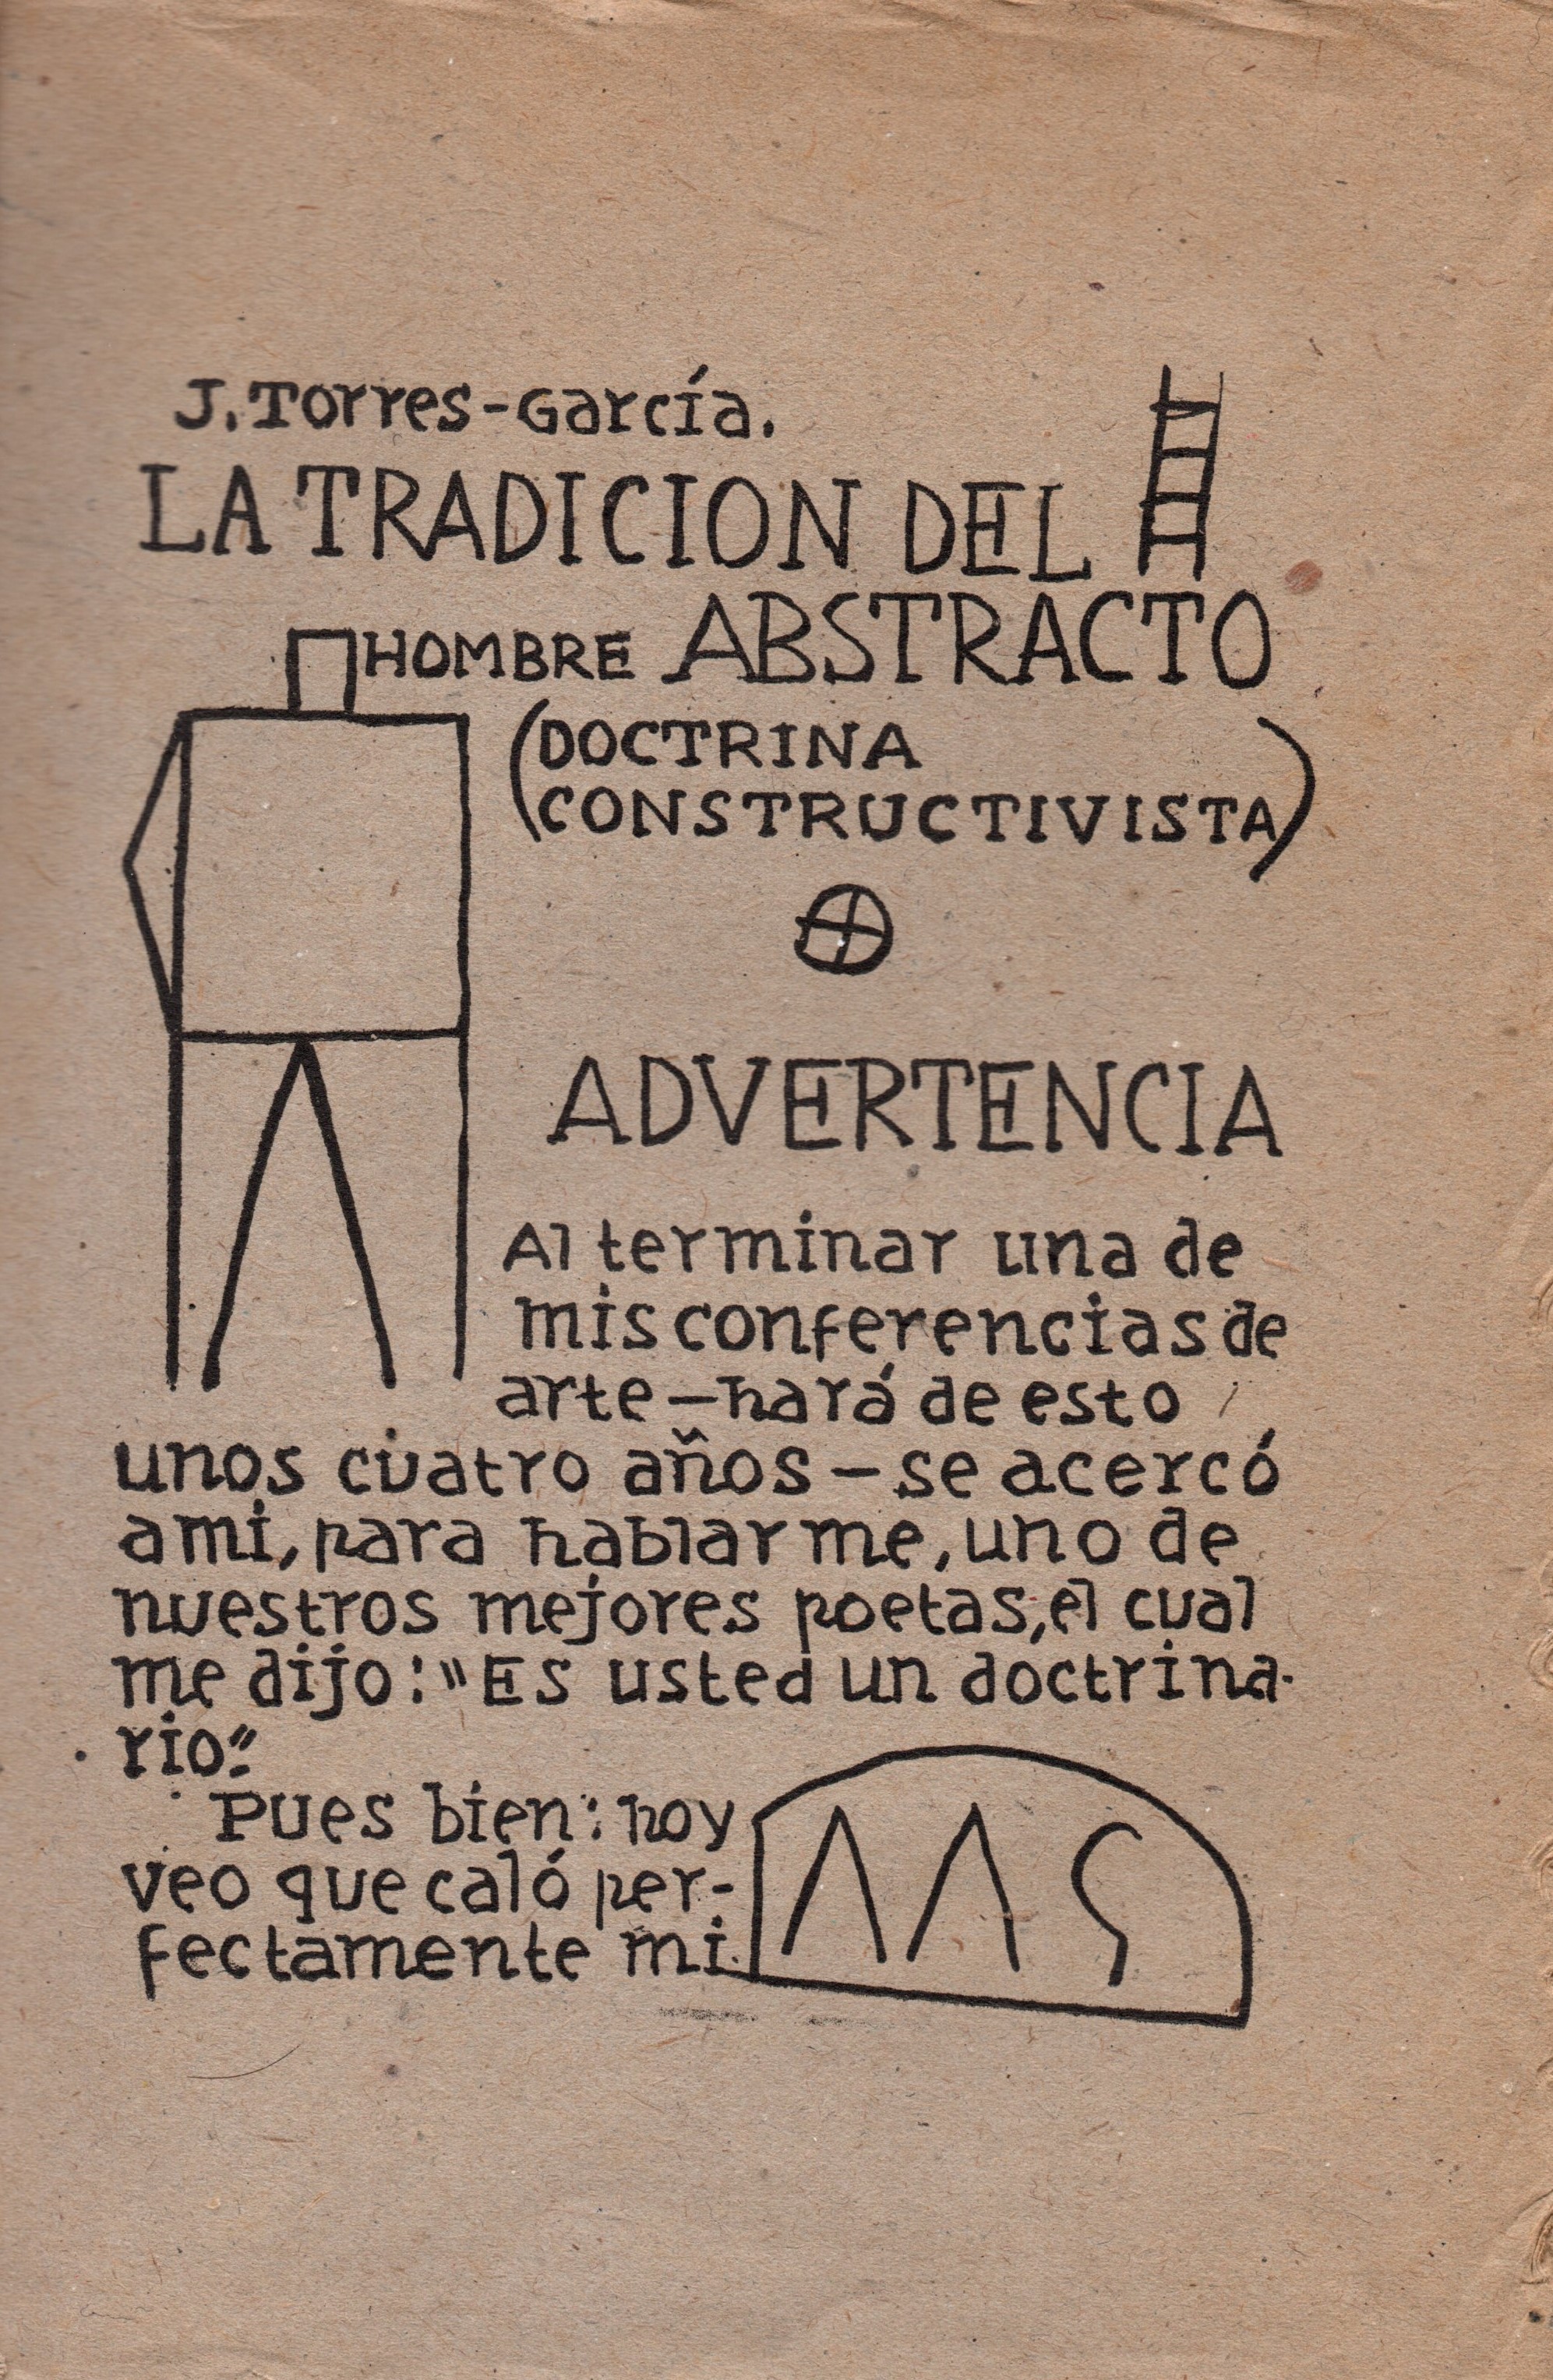 J. Torres-García.
LA TRADICION DEL
HOMBRE ABSTRACTO
(DOCTRINA
CONSTRUCTIVISTA)
ADVERTENCIA
Al terminar una de
mis conferencias de
arte—hará de esto
unos cuatro años—se acercó
a mi, para hablarme, uno de
nuestros mejores poetas, el cual
me dijo: "Es usted un doctrina-
rio".
Pues bien: hoy
veo que caló per-
fectamente mi